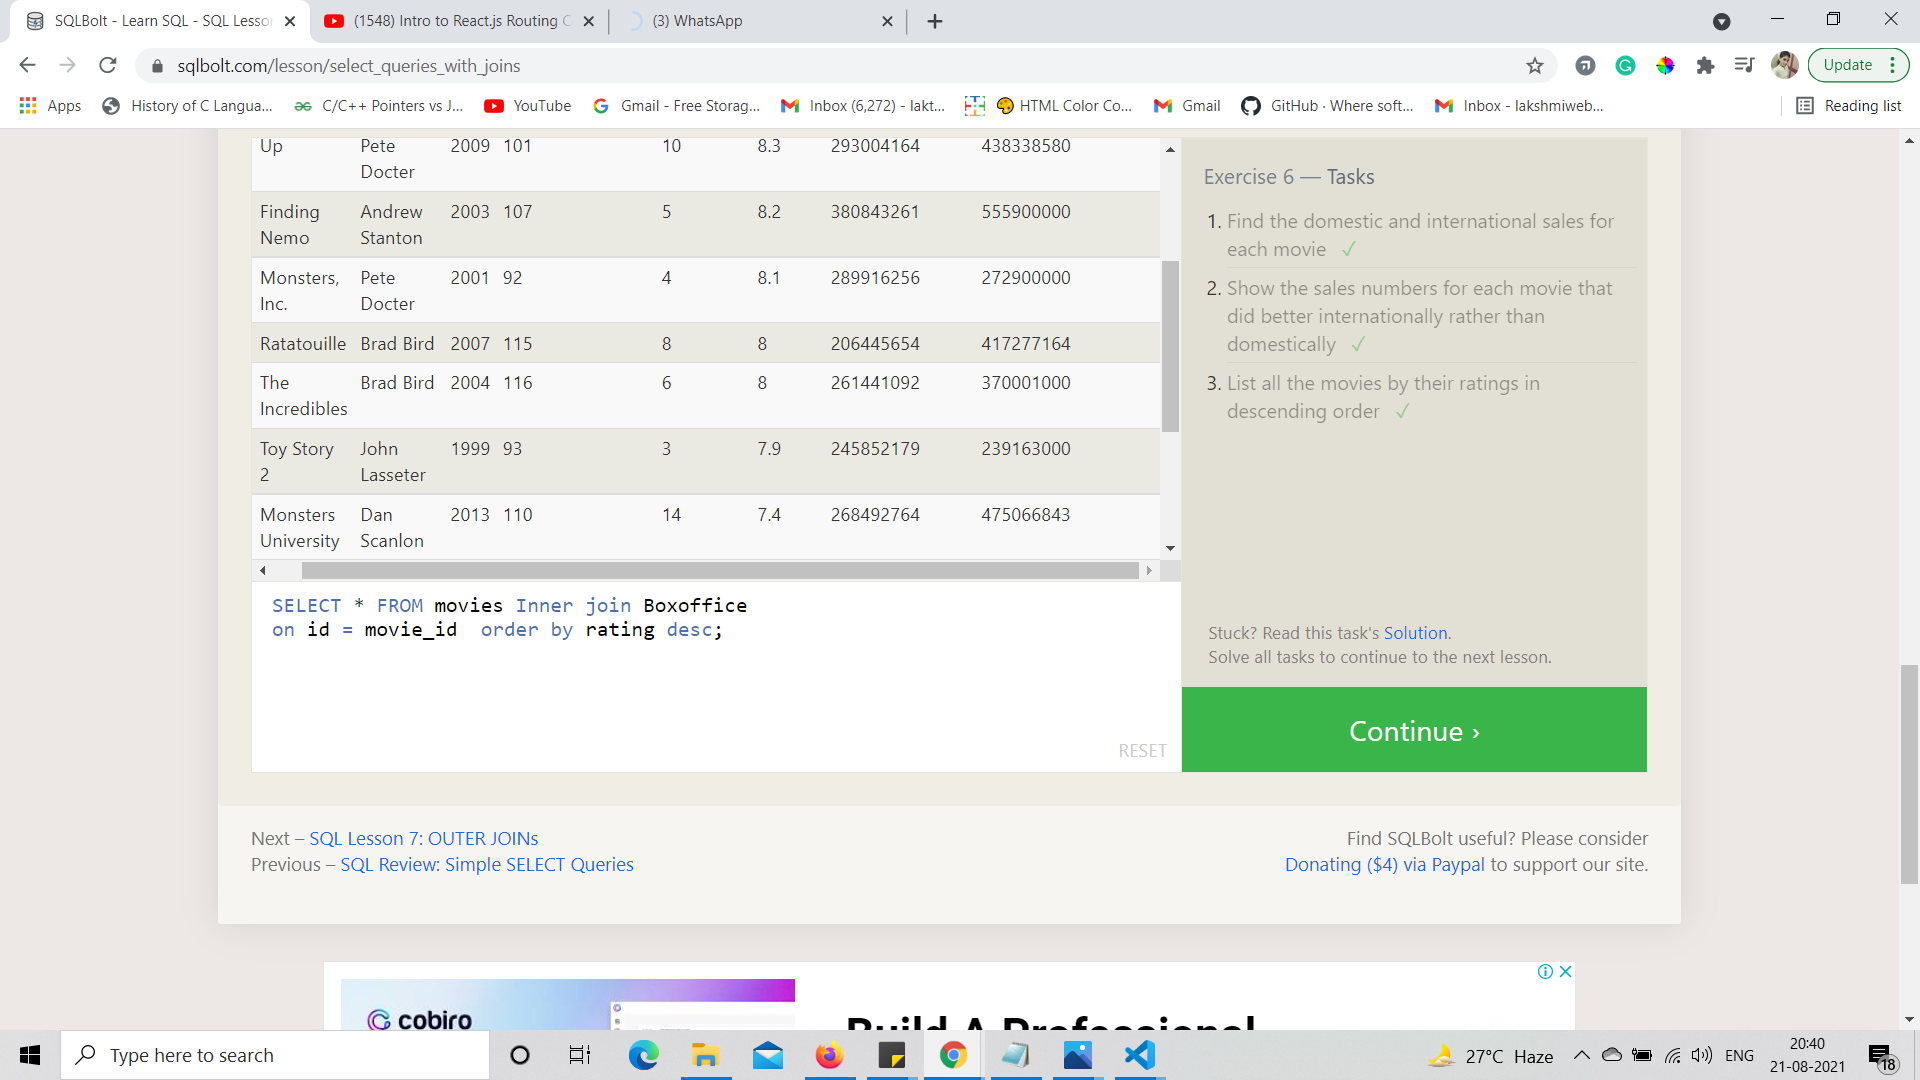 SQLBolt - Learn SQL - SQL Lesson
(1548) Intro to React.js Routing C
(3) WhatsApp
sqlbolt.com/lesson/select_queries_with_joins
Update
Apps
History of C Langua...
C/C++ Pointers vs J...
YouTube
Gmail - Free Storag...
Inbox (6,272) - lakt...
HTML Color Co...
Gmail
GitHub · Where soft...
Inbox - lakshmiweb...
Reading list
Up Pete 2009 101 10 8.3 293004164 438338580
Docter
Finding Andrew 2003 107 5 8.2 380843261 555900000
Nemo Stanton
Monsters, Pete 2001 92 4 8.1 289916256 272900000
Inc. Docter
Ratatouille Brad Bird 2007 115 8 8 206445654 417277164
The Brad Bird 2004 116 6 8 261441092 370001000
Incredibles
Toy Story John 1999 93 3 7.9 245852179 239163000
2 Lasseter
Monsters Dan 2013 110 14 7.4 268492764 475066843
University Scanlon
SELECT * FROM movies Inner join Boxoffice
on id = movie_id  order by rating desc;
RESET
Exercise 6 — Tasks
1. Find the domestic and international sales for
each movie ✓
2. Show the sales numbers for each movie that
did better internationally rather than
domestically ✓
3. List all the movies by their ratings in
descending order ✓
Stuck? Read this task's Solution.
Solve all tasks to continue to the next lesson.
Continue ›
Next – SQL Lesson 7: OUTER JOINs
Previous – SQL Review: Simple SELECT Queries
Find SQLBolt useful? Please consider
Donating ($4) via Paypal to support our site.
cobiro
Build A Professional
Type here to search
27°C Haze
ENG
20:40
21-08-2021
18